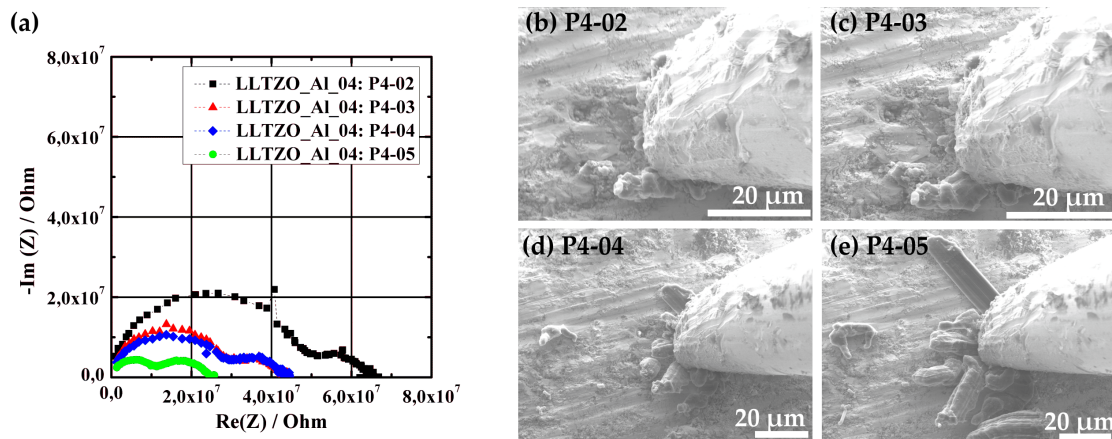 (a)
8,0x10⁷
6,0x10⁷
4,0x10⁷
2,0x10⁷
0,0
-Im (Z) / Ohm
LLTZO_Al_04: P4-02
LLTZO_Al_04: P4-03
LLTZO_Al_04: P4-04
LLTZO_Al_04: P4-05
0,0 2,0x10⁷ 4,0x10⁷ 6,0x10⁷ 8,0x10⁷
Re(Z) / Ohm
(b) P4-02
20 µm
(c) P4-03
20 µm
(d) P4-04
20 µm
(e) P4-05
20 µm